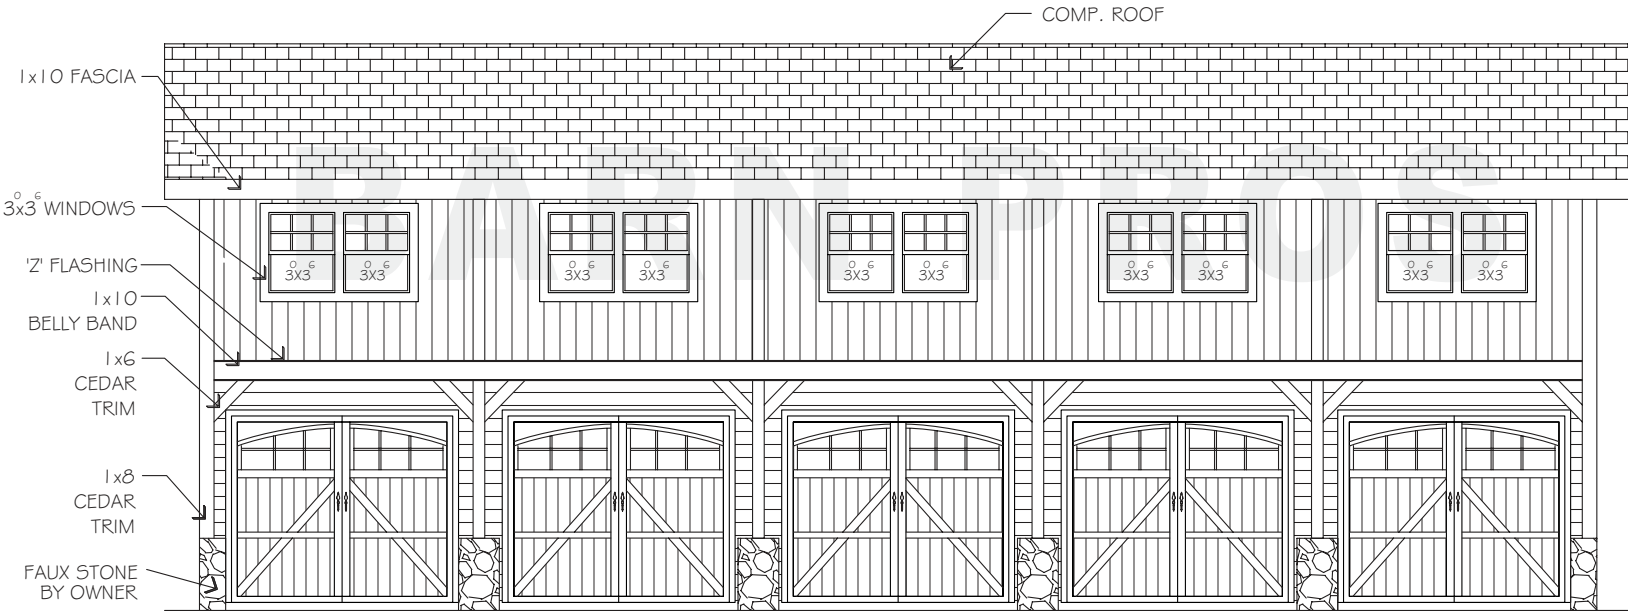 COMP. ROOF
1x10 FASCIA
BARN PROS
3⁰x3⁶ WINDOWS
3⁰X3⁶ 3⁰X3⁶ 3⁰X3⁶ 3⁰X3⁶ 3⁰X3⁶ 3⁰X3⁶ 3⁰X3⁶ 3⁰X3⁶ 3⁰X3⁶ 3⁰X3⁶
'Z' FLASHING
1x10
BELLY BAND
1x6
CEDAR
TRIM
1x8
CEDAR
TRIM
FAUX STONE
BY OWNER